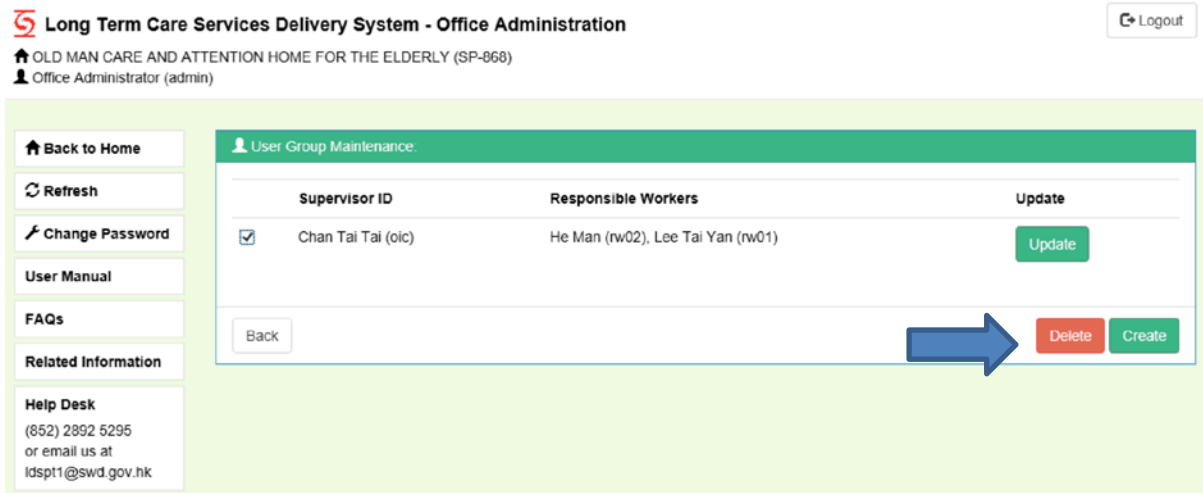 Long Term Care Services Delivery System - Office Administration
Logout
OLD MAN CARE AND ATTENTION HOME FOR THE ELDERLY (SP-868)
Office Administrator (admin)
Back to Home
Refresh
Change Password
User Manual
FAQs
Related Information
Help Desk
(852) 2892 5295
or email us at
ldspt1@swd.gov.hk
User Group Maintenance:
Supervisor ID Responsible Workers Update
Chan Tai Tai (oic) He Man (rw02), Lee Tai Yan (rw01) Update
Back Delete Create